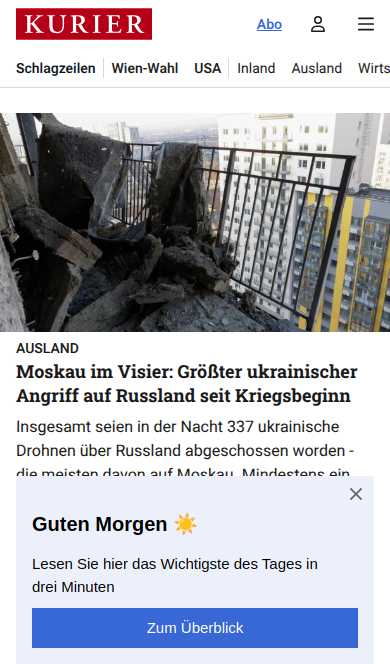 KURIER
Abo
Schlagzeilen Wien-Wahl USA Inland Ausland Wirts
AUSLAND
Moskau im Visier: Größter ukrainischer
Angriff auf Russland seit Kriegsbeginn
Insgesamt seien in der Nacht 337 ukrainische
Drohnen über Russland abgeschossen worden -
die meisten davon auf Moskau. Mindestens ein
Guten Morgen ☀️
Lesen Sie hier das Wichtigste des Tages in
drei Minuten
Zum Überblick